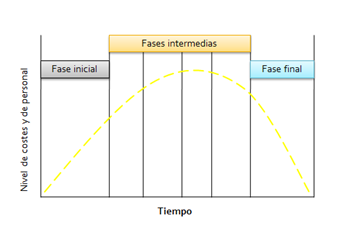 Fases intermedias
Fase inicial
Fase final
Nivel de costes y de personal
Tiempo